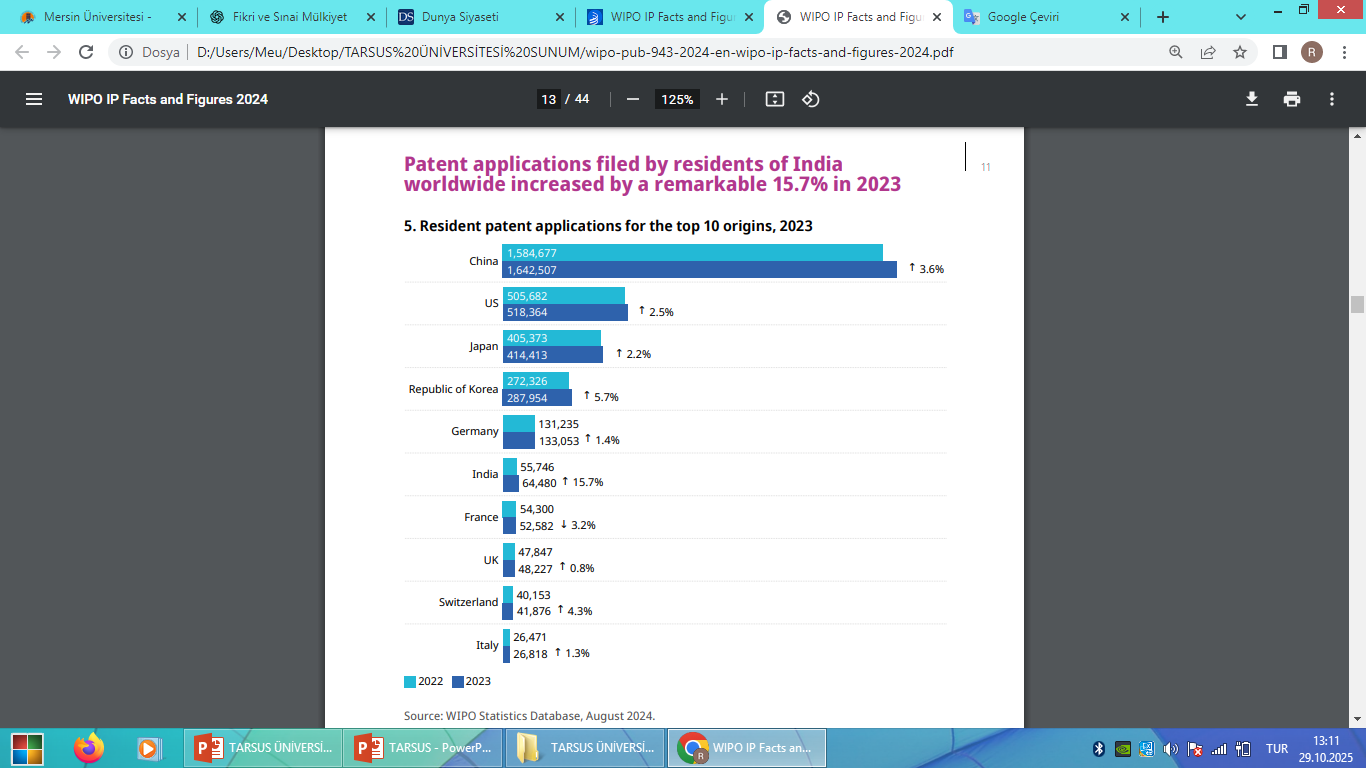 Mersin Üniversitesi -
Fikri ve Sınai Mülkiyet
DS Dunya Siyaseti
WIPO IP Facts and Figu
WIPO IP Facts and Figu
Google Çeviri
Dosya D:/Users/Meu/Desktop/TARSUS%20ÜNİVERSİTESİ%20SUNUM/wipo-pub-943-2024-en-wipo-ip-facts-and-figures-2024.pdf
R
WIPO IP Facts and Figures 2024
13 / 44
125%
Patent applications filed by residents of India
worldwide increased by a remarkable 15.7% in 2023
11
5. Resident patent applications for the top 10 origins, 2023
China
1,584,677
1,642,507 ↑ 3.6%
US
505,682
518,364 ↑ 2.5%
Japan
405,373
414,413 ↑ 2.2%
Republic of Korea
272,326
287,954 ↑ 5.7%
Germany
131,235
133,053 ↑ 1.4%
India
55,746
64,480 ↑ 15.7%
France
54,300
52,582 ↓ 3.2%
UK
47,847
48,227 ↑ 0.8%
Switzerland
40,153
41,876 ↑ 4.3%
Italy
26,471
26,818 ↑ 1.3%
2022 2023
Source: WIPO Statistics Database, August 2024.
TARSUS ÜNİVERSİ...
TARSUS - PowerP...
TARSUS ÜNİVERSİ...
WIPO IP Facts an...
TUR
13:11
29.10.2025